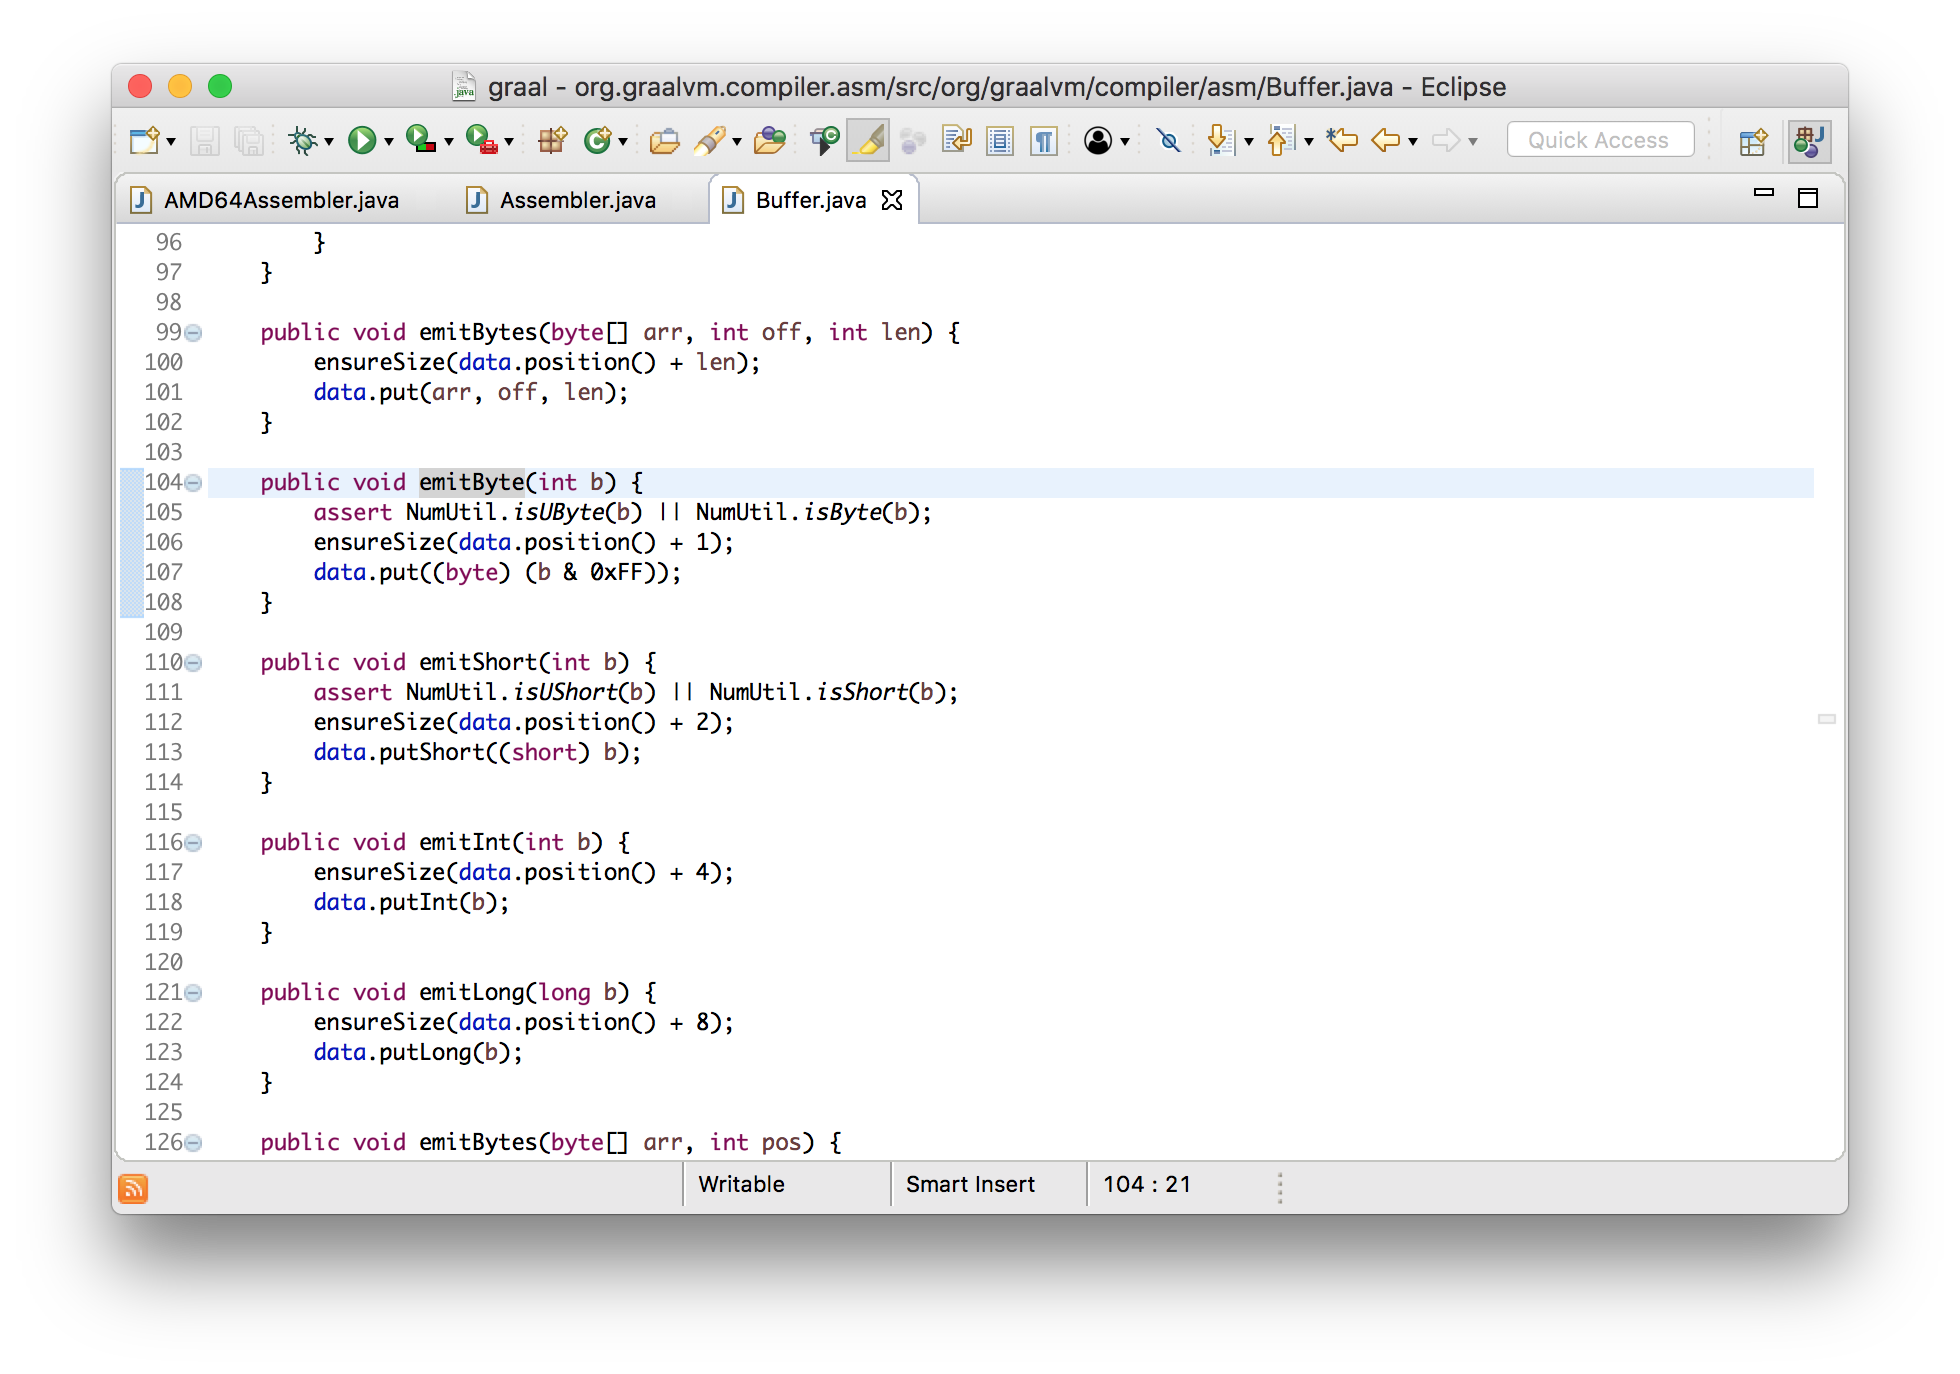 graal - org.graalvm.compiler.asm/src/org/graalvm/compiler/asm/Buffer.java - Eclipse
Quick Access
AMD64Assembler.java Assembler.java Buffer.java
96         }
97     }
98
99     public void emitBytes(byte[] arr, int off, int len) {
100         ensureSize(data.position() + len);
101         data.put(arr, off, len);
102     }
103
104     public void emitByte(int b) {
105         assert NumUtil.isUByte(b) || NumUtil.isByte(b);
106         ensureSize(data.position() + 1);
107         data.put((byte) (b & 0xFF));
108     }
109
110     public void emitShort(int b) {
111         assert NumUtil.isUShort(b) || NumUtil.isShort(b);
112         ensureSize(data.position() + 2);
113         data.putShort((short) b);
114     }
115
116     public void emitInt(int b) {
117         ensureSize(data.position() + 4);
118         data.putInt(b);
119     }
120
121     public void emitLong(long b) {
122         ensureSize(data.position() + 8);
123         data.putLong(b);
124     }
125
126     public void emitBytes(byte[] arr, int pos) {
Writable Smart Insert 104 : 21